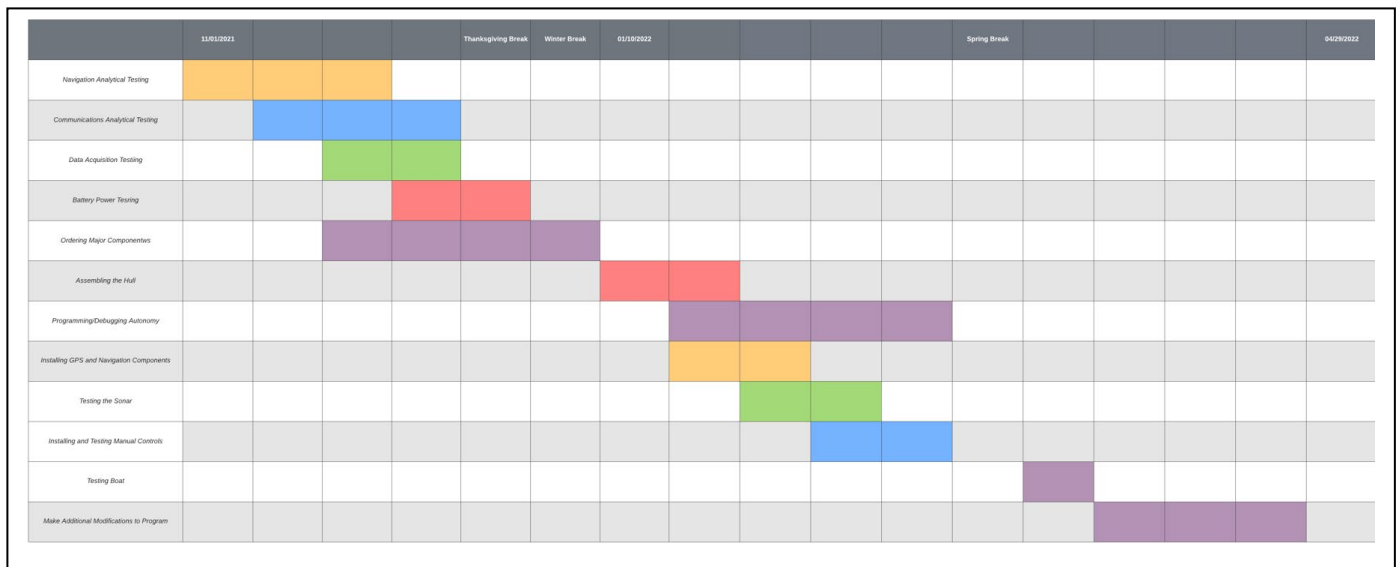 11/01/2021 Thanksgiving Break Winter Break 01/10/2022 Spring Break 04/29/2022
Navigation Analytical Testing
Communications Analytical Testing
Data Acquisition Testiing
Battery Power Tesring
Ordering Major Componentws
Assembling the Hull
Programming/Debugging Autonomy
Installing GPS and Navigation Components
Testing the Sonar
Installing and Testing Manual Controls
Testing Boat
Make Additional Modifications to Program